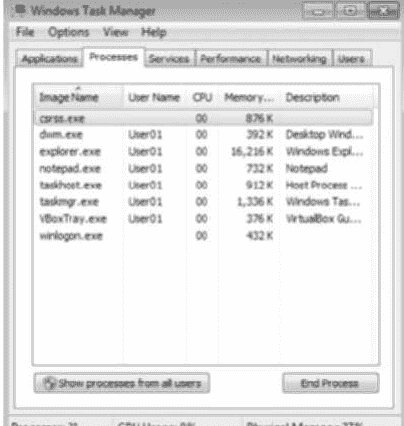 Windows Task Manager
File Options View Help
Applications Processes Services Performance Networking Users
Image Name User Name CPU Memory... Description
csrss.exe 00 876 K
dwm.exe User01 00 392 K Desktop Wind...
explorer.exe User01 00 16,216 K Windows Expl...
notepad.exe User01 00 732 K Notepad
taskhost.exe User01 00 912 K Host Process ...
taskmgr.exe User01 00 1,336 K Windows Tas...
VBoxTray.exe User01 00 376 K VirtualBox Gu...
winlogon.exe 00 432 K
Show processes from all users End Process